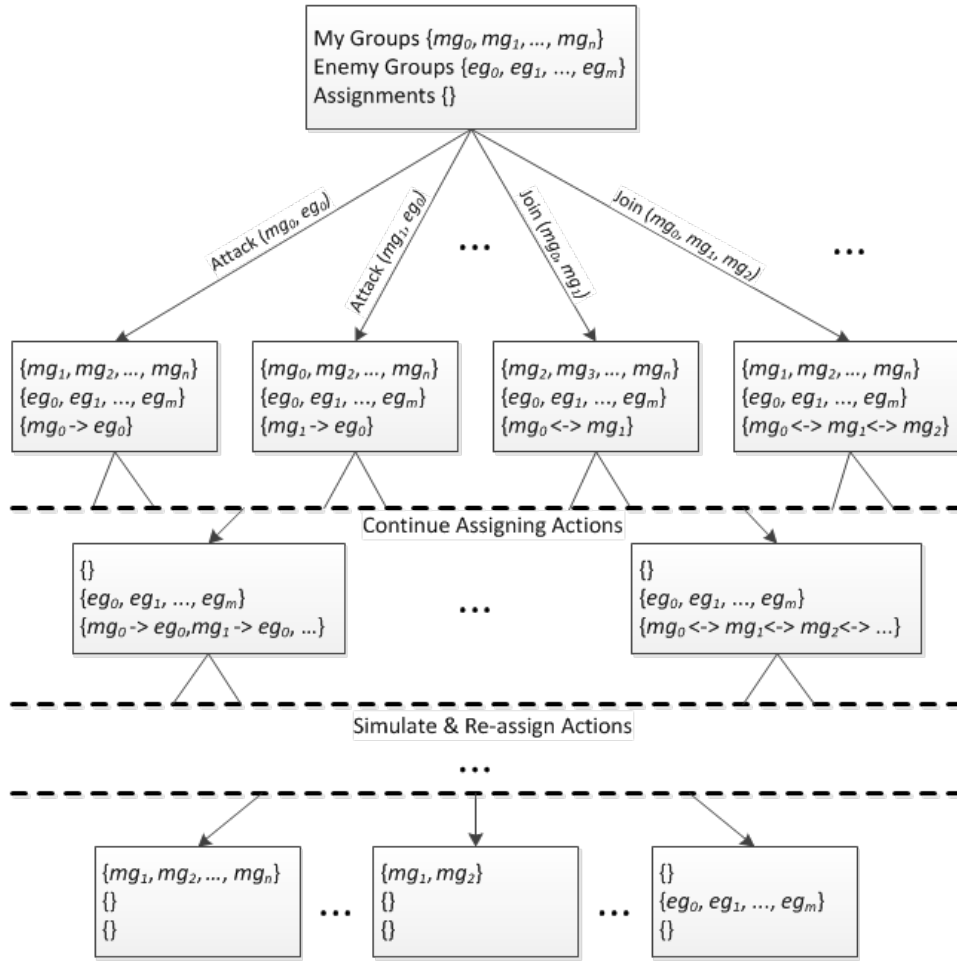 My Groups {mg₀, mg₁, ..., mgₙ}
Enemy Groups {eg₀, eg₁, ..., egₘ}
Assignments {}
Attack (mg₀, eg₀)
Attack (mg₁, eg₀)
...
Join (mg₀, mg₁)
Join (mg₀, mg₁, mg₂)
...
{mg₁, mg₂, ..., mgₙ}
{eg₀, eg₁, ..., egₘ}
{mg₀ -> eg₀}
{mg₀, mg₂, ..., mgₙ}
{eg₀, eg₁, ..., egₘ}
{mg₁ -> eg₀}
{mg₂, mg₃, ..., mgₙ}
{eg₀, eg₁, ..., egₘ}
{mg₀ <-> mg₁}
{mg₁, mg₂, ..., mgₙ}
{eg₀, eg₁, ..., egₘ}
{mg₀ <-> mg₁<-> mg₂}
Continue Assigning Actions
{}
{eg₀, eg₁, ..., egₘ}
{mg₀ -> eg₀,mg₁ -> eg₀, ...}
...
{}
{eg₀, eg₁, ..., egₘ}
{mg₀ <-> mg₁<-> mg₂<-> ...}
Simulate & Re-assign Actions
...
{mg₁, mg₂, ..., mgₙ}
{}
{}
...
{mg₁, mg₂}
{}
{}
...
{}
{eg₀, eg₁, ..., egₘ}
{}